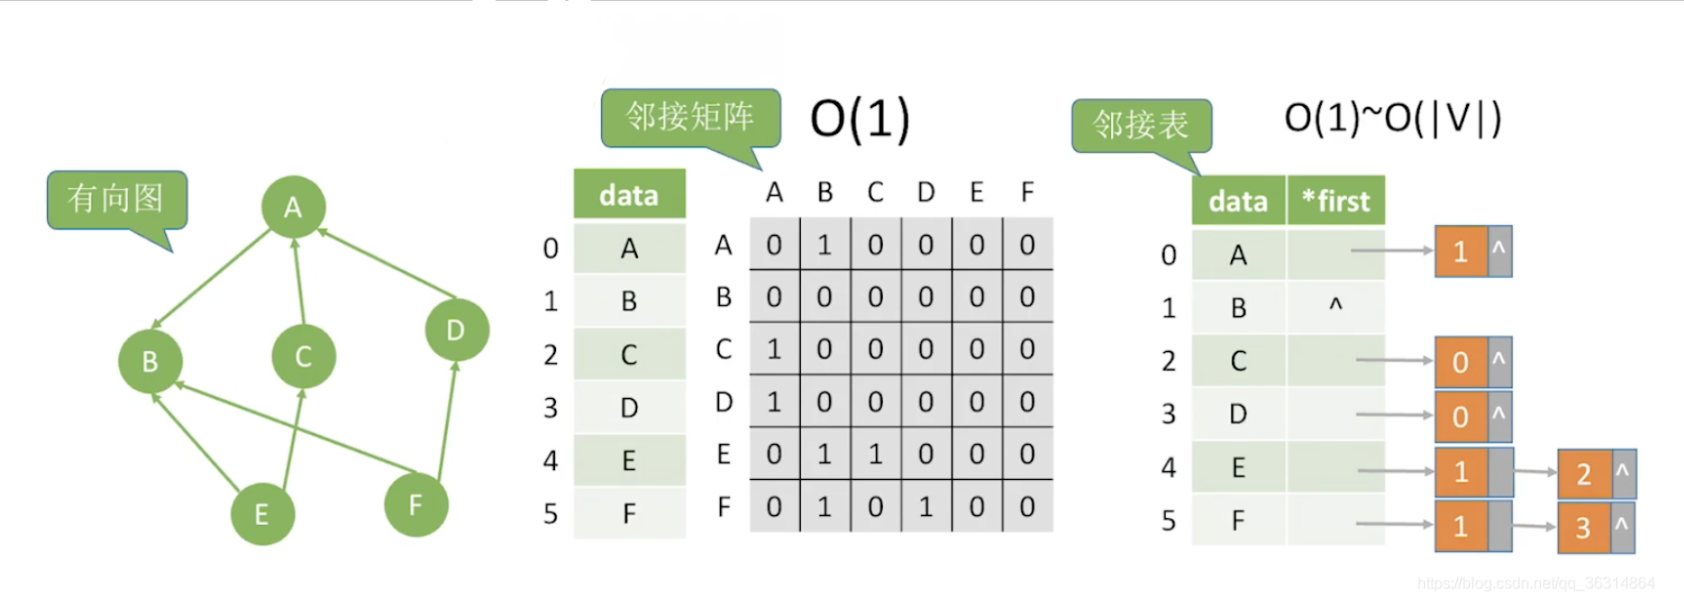 邻接矩阵
O(1)
邻接表
O(1)~O(|V|)
有向图
A
B
C
D
E
F
data
0 A
1 B
2 C
3 D
4 E
5 F
A B C D E F
A 0 1 0 0 0 0
B 0 0 0 0 0 0
C 1 0 0 0 0 0
D 1 0 0 0 0 0
E 0 1 1 0 0 0
F 0 1 0 1 0 0
data *first
0 A 1 ^
1 B ^
2 C 0 ^
3 D 0 ^
4 E 1 2 ^
5 F 1 3 ^
https://blog.csdn.net/qq_36314864